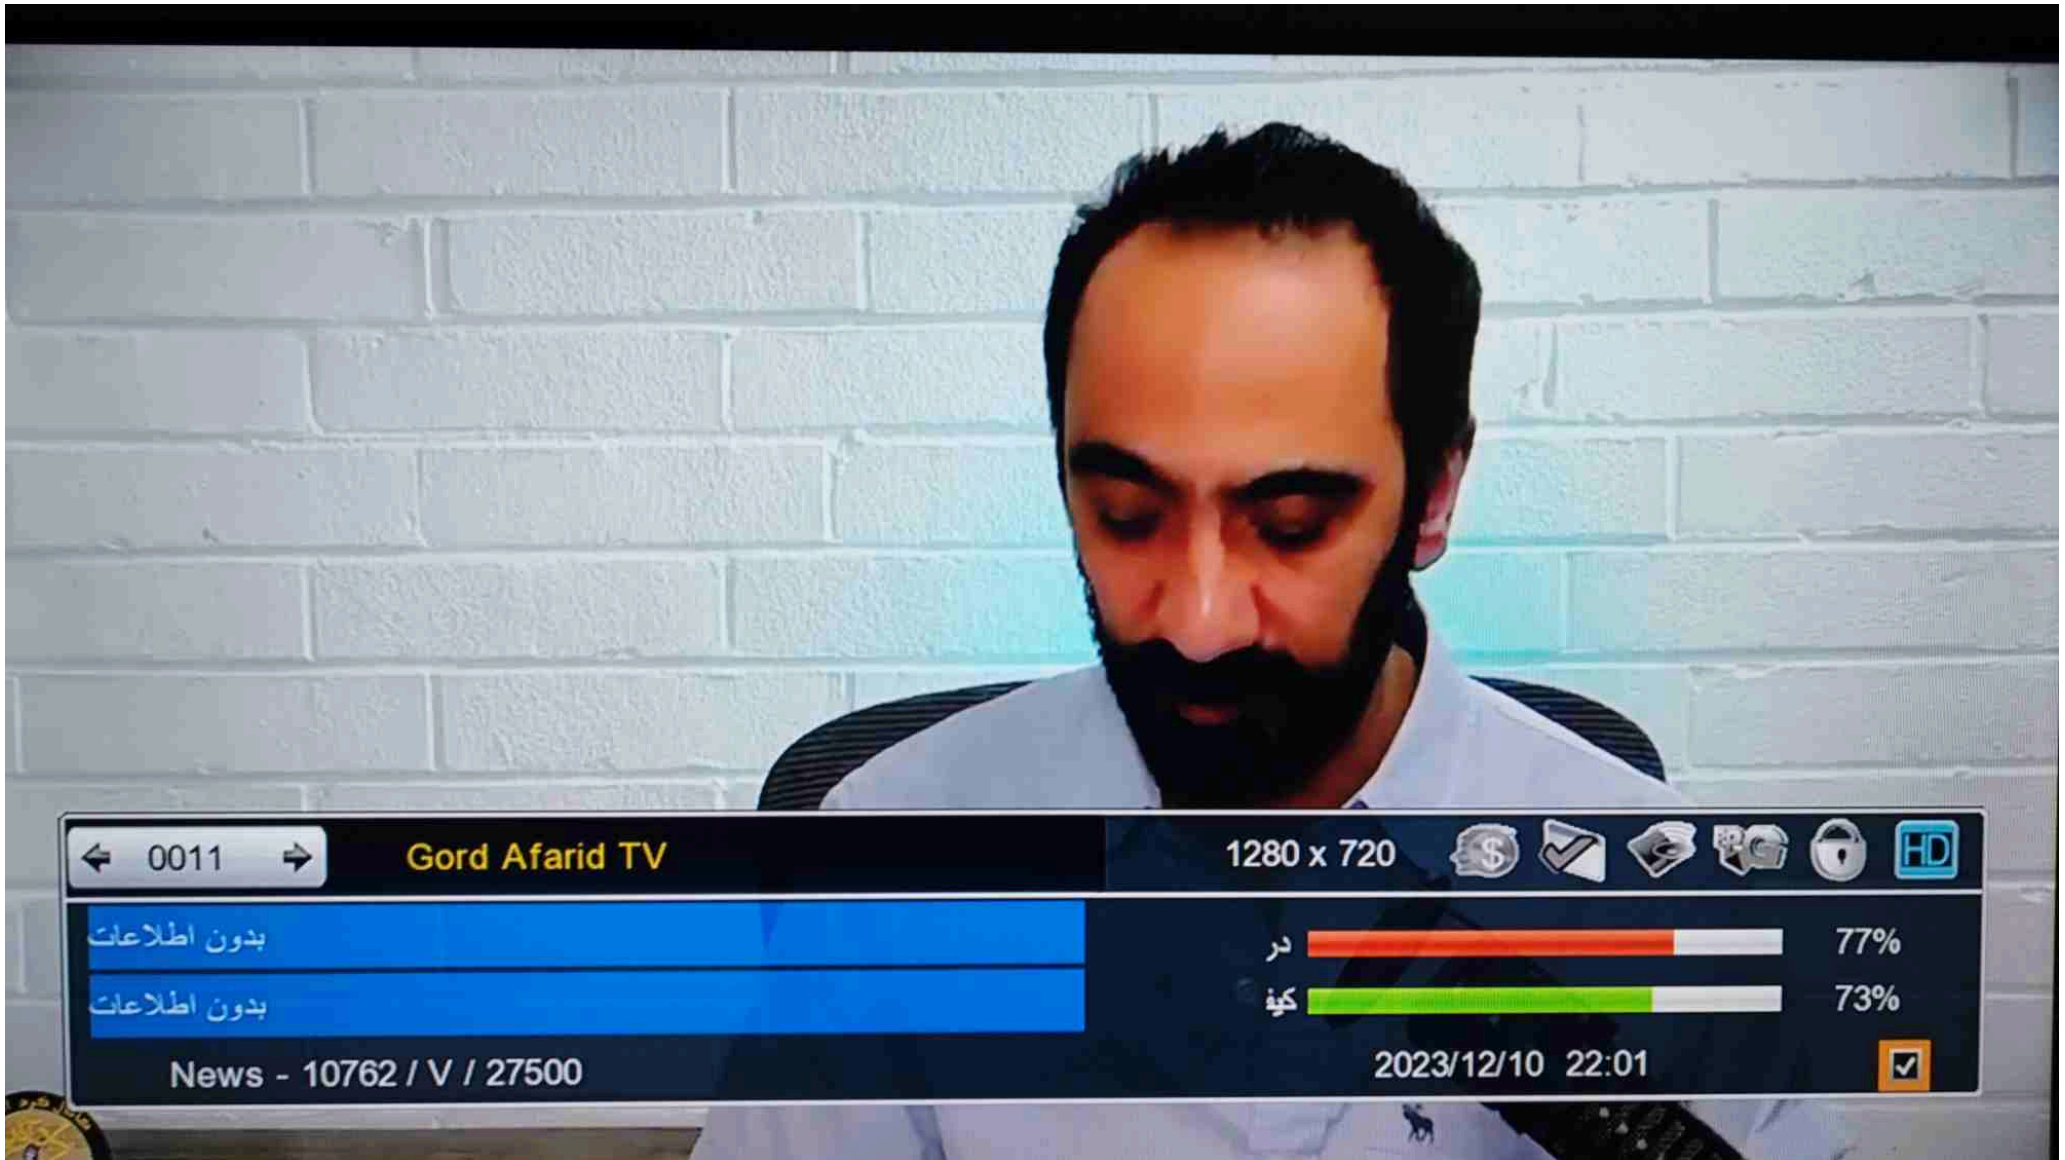 0011
Gord Afarid TV
1280 x 720
HD
بدون اطلاعات
در
77%
بدون اطلاعات
کیف
73%
News - 10762 / V / 27500
2023/12/10 22:01